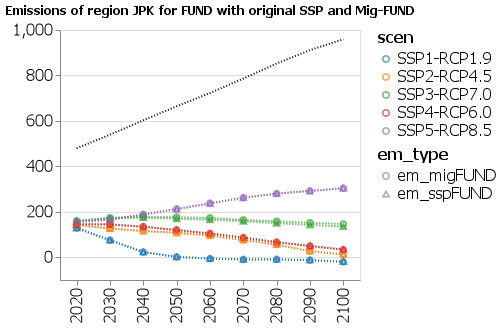 Emissions of region JPK for FUND with original SSP and Mig-FUND
1,000
800
600
400
200
0
2020 2030 2040 2050 2060 2070 2080 2090 2100
scen
SSP1-RCP1.9
SSP2-RCP4.5
SSP3-RCP7.0
SSP4-RCP6.0
SSP5-RCP8.5
em_type
em_migFUND
em_sspFUND